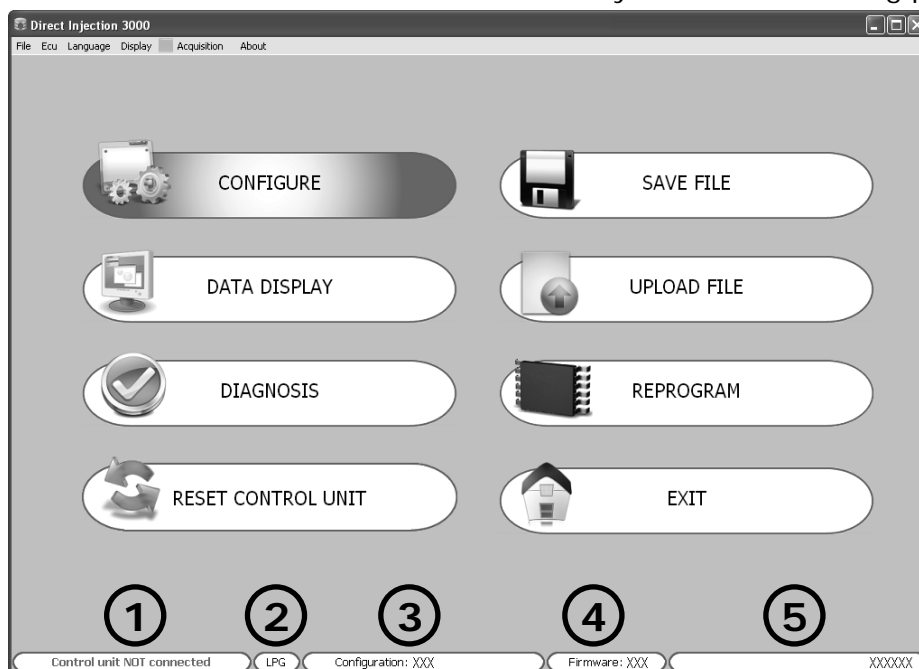 Direct Injection 3000
File Ecu Language Display Acquisition About
CONFIGURE
SAVE FILE
DATA DISPLAY
UPLOAD FILE
DIAGNOSIS
REPROGRAM
RESET CONTROL UNIT
EXIT
1 2 3 4 5
Control unit NOT connected LPG Configuration: XXX Firmware: XXX XXXXXX